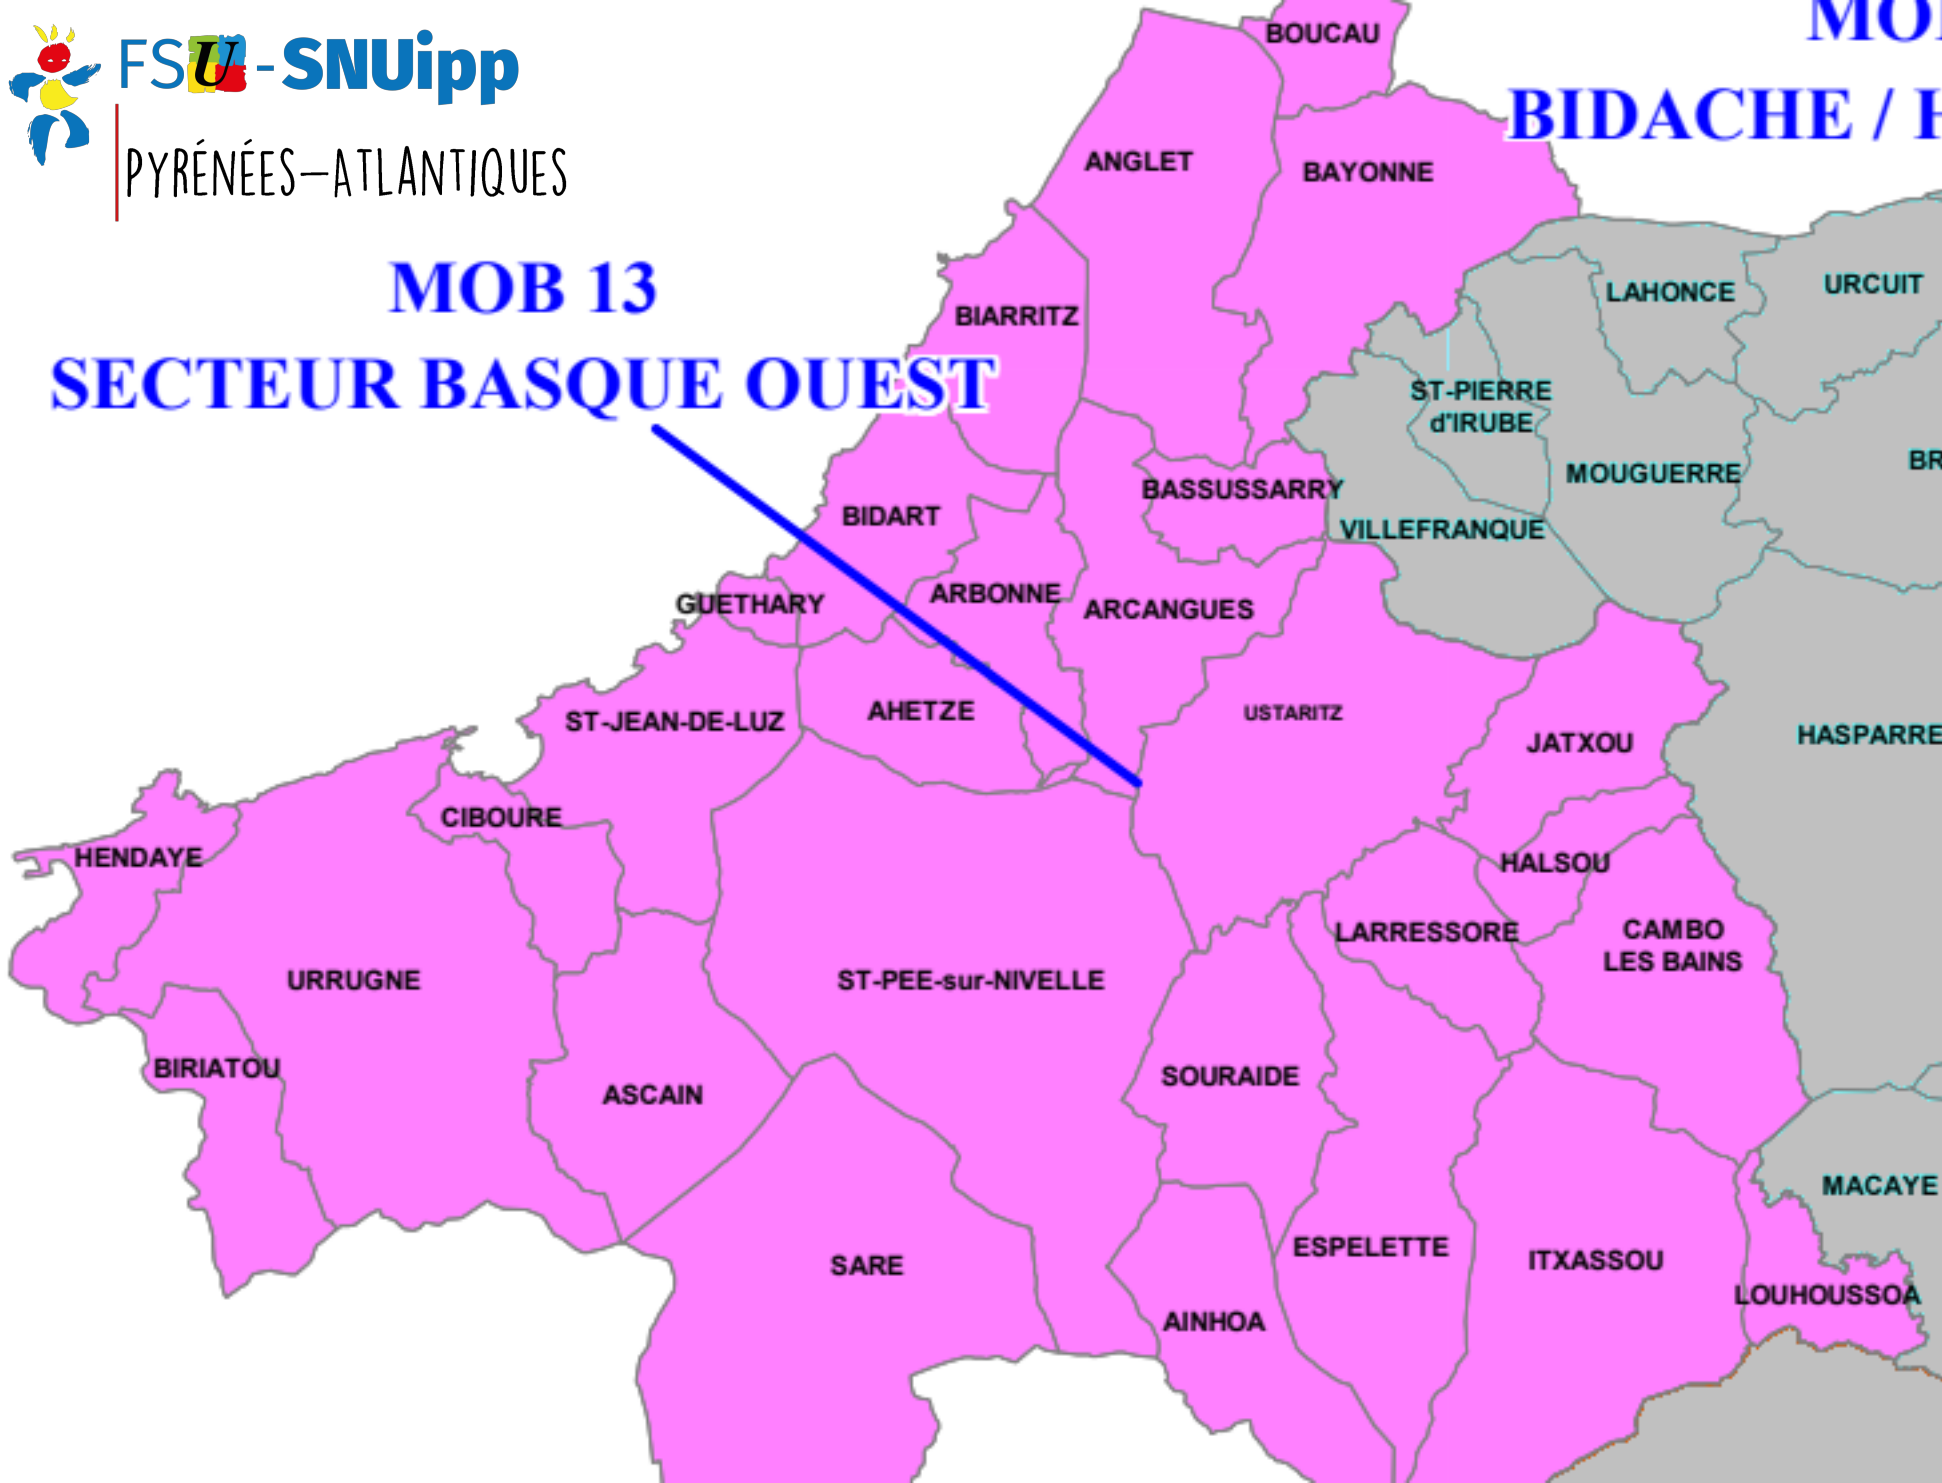 FSU-SNUipp
PYRÉNÉES-ATLANTIQUES
MOB 13
SECTEUR BASQUE OUEST
BIDACHE /
BOUCAU
ANGLET
BAYONNE
BIARRITZ
LAHONCE
URCUIT
ST-PIERRE
d'IRUBE
MOUGUERRE
BASSUSSARRY
BIDART
VILLEFRANQUE
GUETHARY
ARBONNE
ARCANGUES
ST-JEAN-DE-LUZ
AHETZE
USTARITZ
JATXOU
HASPARRE
CIBOURE
HENDAYE
HALSOU
LARRESSORE
CAMBO
LES BAINS
URRUGNE
ST-PEE-sur-NIVELLE
BIRIATOU
ASCAIN
SOURAIDE
MACAYE
SARE
ESPELETTE
ITXASSOU
LOUHOUSSOA
AINHOA